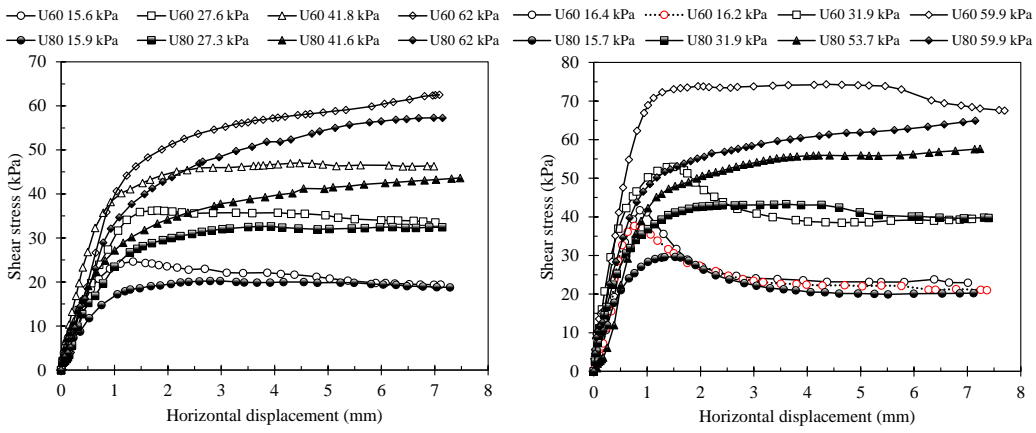 U60 15.6 kPa U60 27.6 kPa U60 41.8 kPa U60 62 kPa
U80 15.9 kPa U80 27.3 kPa U80 41.6 kPa U80 62 kPa
70
60
50
40
30
20
10
0
Shear stress (kPa)
0 1 2 3 4 5 6 7 8
Horizontal displacement (mm)
U60 16.4 kPa U60 16.2 kPa U60 31.9 kPa U60 59.9 kPa
U80 15.7 kPa U80 31.9 kPa U80 53.7 kPa U80 59.9 kPa
80
70
60
50
40
30
20
10
0
Shear stress (kPa)
0 1 2 3 4 5 6 7 8
Horizontal displacement (mm)